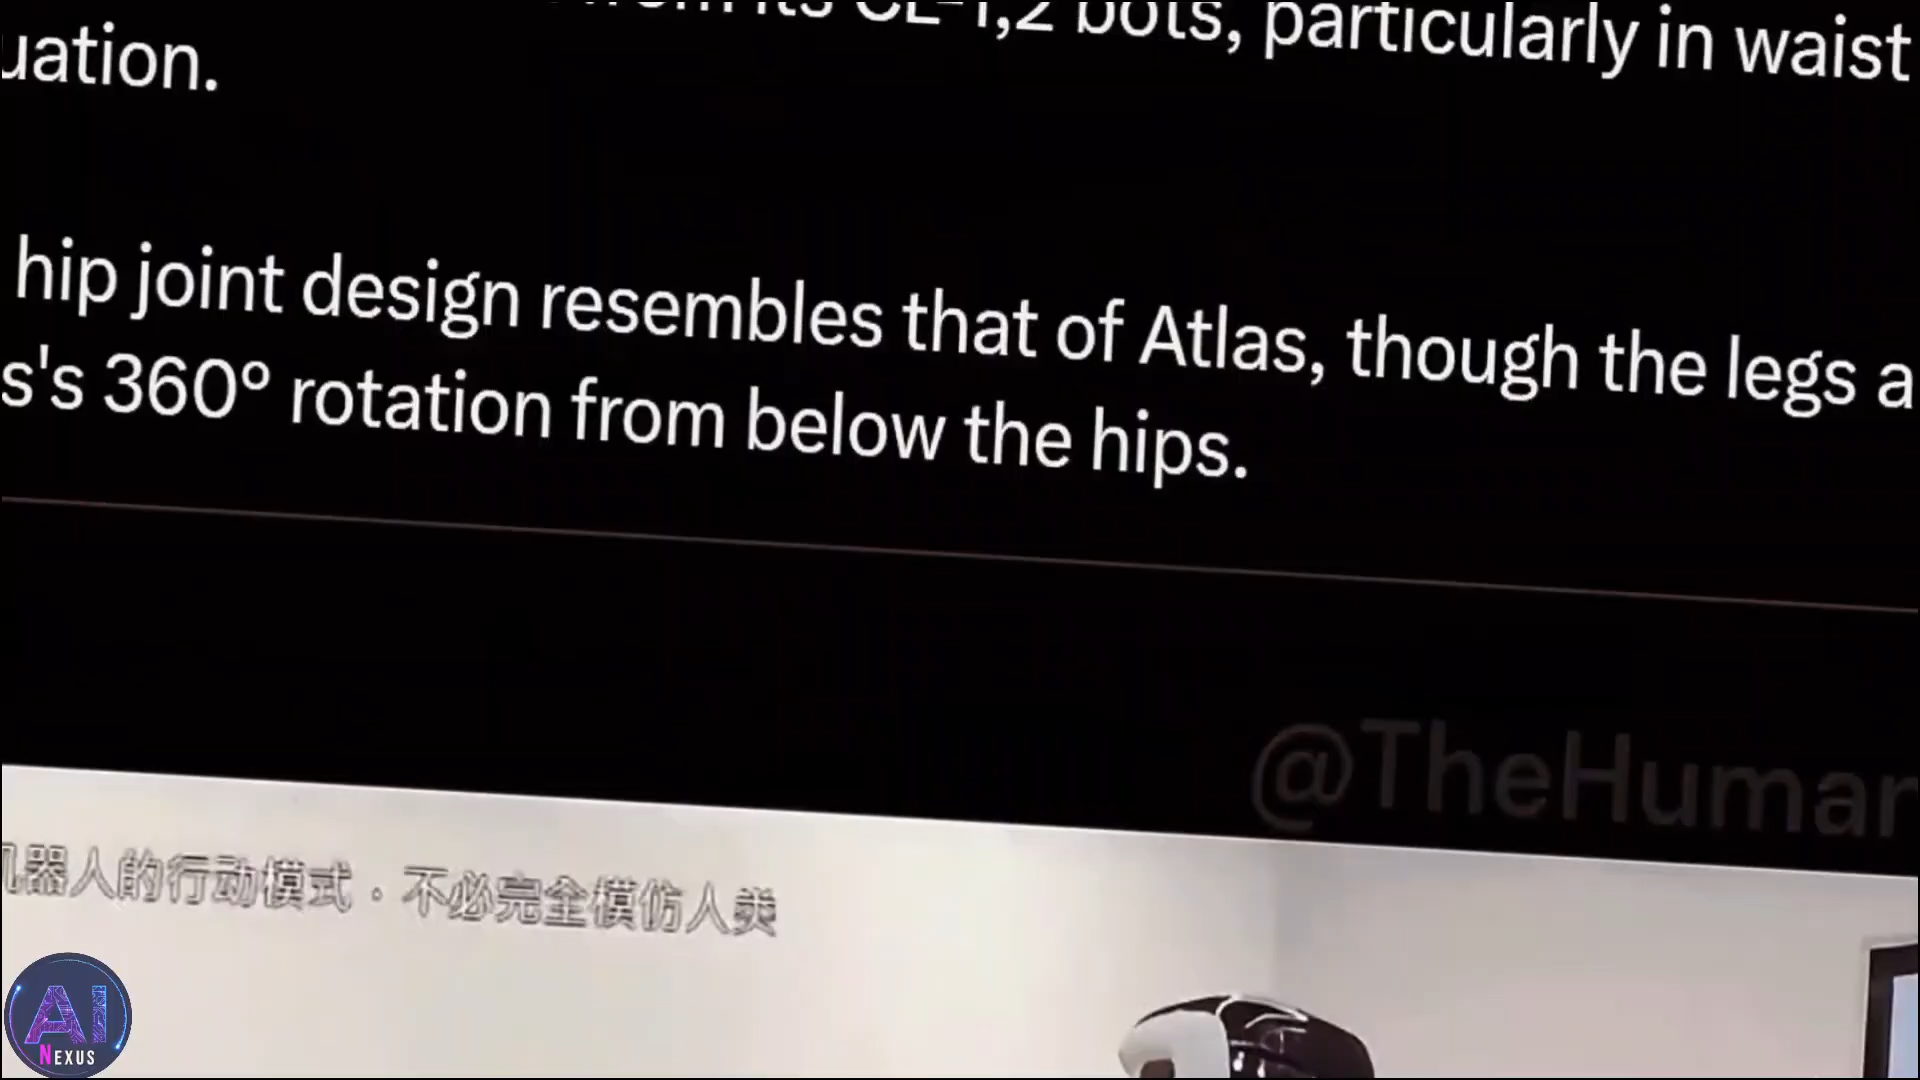 its CL-1,2 bots, particularly in waist
uation.
hip joint design resembles that of Atlas, though the legs a
s's 360° rotation from below the hips.
@TheHuman
机器人的行动模式·不必完全模仿人类
AI
NEXUS